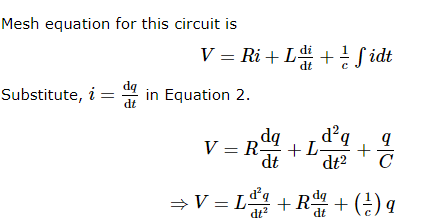 Mesh equation for this circuit is
V = Ri + L di/dt + 1/c ∫ idt
Substitute, i = dq/dt in Equation 2.
V = R dq/dt + L d²q/dt² + q/C
⇒ V = L d²q/dt² + R dq/dt + (1/c) q